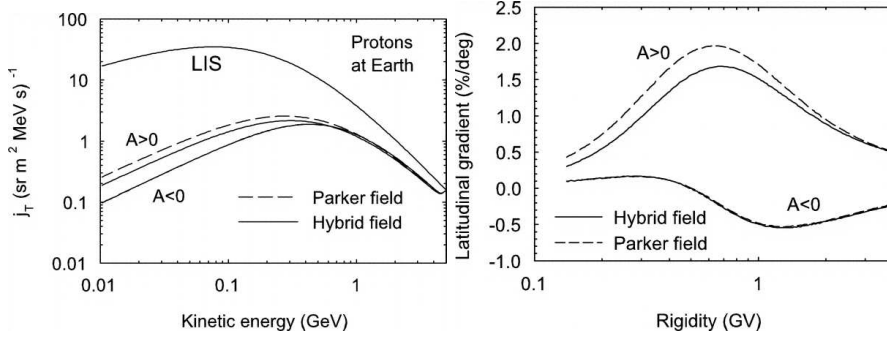 100
10
1
0.1
0.01
j_T (sr m² MeV s)⁻¹
Protons
at Earth
LIS
A>0
A<0
Parker field
Hybrid field
0.01
0.1
1
Kinetic energy (GeV)
2.5
2.0
1.5
1.0
0.5
0.0
-0.5
-1.0
Latitudinal gradient (%/deg)
A>0
A<0
Hybrid field
Parker field
0.1
1
Rigidity (GV)